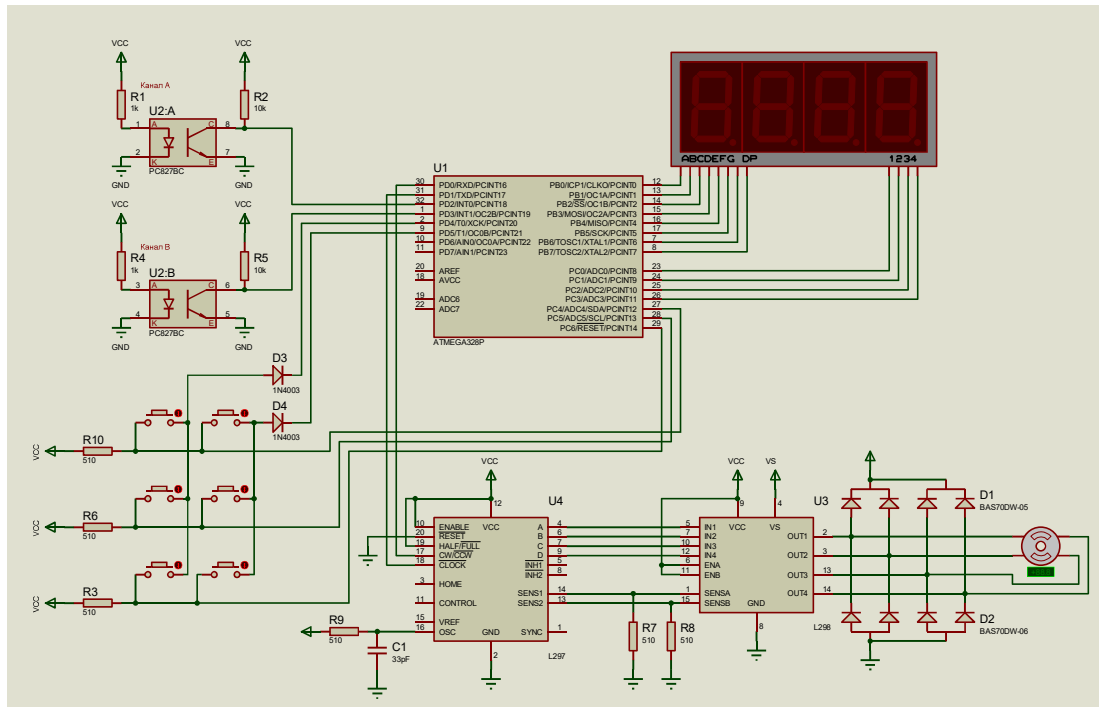 VCC
VCC
Канал A
R1
1k
R2
10k
U2:A
1
A
C
8
2
K
E
7
PC827BC
GND
GND
VCC
VCC
Канал B
R4
1k
R5
10k
U2:B
3
A
C
6
4
K
E
5
PC827BC
GND
GND
ABCDEFG DP
1234
U1
30
PD0/RXD/PCINT16
31
PD1/TXD/PCINT17
32
PD2/INT0/PCINT18
1
PD3/INT1/OC2B/PCINT19
2
PD4/T0/XCK/PCINT20
9
PD5/T1/OC0B/PCINT21
10
PD6/AIN0/OC0A/PCINT22
11
PD7/AIN1/PCINT23
20
AREF
18
AVCC
19
ADC6
22
ADC7
PB0/ICP1/CLKO/PCINT0
12
PB1/OC1A/PCINT1
13
PB2/SS/OC1B/PCINT2
14
PB3/MOSI/OC2A/PCINT3
15
PB4/MISO/PCINT4
16
PB5/SCK/PCINT5
17
PB6/TOSC1/XTAL1/PCINT6
7
PB7/TOSC2/XTAL2/PCINT7
8
PC0/ADC0/PCINT8
23
PC1/ADC1/PCINT9
24
PC2/ADC2/PCINT10
25
PC3/ADC3/PCINT11
26
PC4/ADC4/SDA/PCINT12
27
PC5/ADC5/SCL/PCINT13
28
PC6/RESET/PCINT14
29
ATMEGA328P
D3
1N4003
D4
1N4003
VCC
R10
510
VCC
R6
510
VCC
R3
510
VCC
12
U4
10
ENABLE
20
RESET
19
HALF/FULL
17
CW/CCW
18
CLOCK
3
HOME
11
CONTROL
15
VREF
16
OSC
VCC
A
4
B
6
C
7
D
9
INH1
5
INH2
8
SENS1
14
SENS2
13
SYNC
1
GND
2
L297
R9
510
C1
33pF
R7
510
R8
510
VCC
VS
9
4
U3
5
IN1
7
IN2
10
IN3
12
IN4
6
ENA
11
ENB
1
SENSA
15
SENSB
VCC
VS
OUT1
2
OUT2
3
OUT3
13
OUT4
14
GND
8
L298
D1
BAS70DW-05
D2
BAS70DW-06